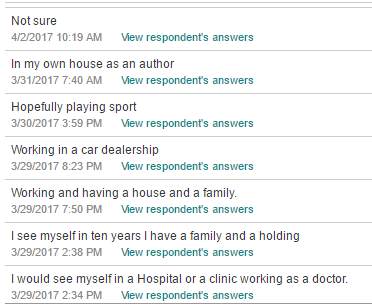 Not sure
4/2/2017 10:19 AM View respondent's answers
In my own house as an author
3/31/2017 7:40 AM View respondent's answers
Hopefully playing sport
3/30/2017 3:59 PM View respondent's answers
Working in a car dealership
3/29/2017 8:23 PM View respondent's answers
Working and having a house and a family.
3/29/2017 7:50 PM View respondent's answers
I see myself in ten years I have a family and a holding
3/29/2017 2:38 PM View respondent's answers
I would see myself in a Hospital or a clinic working as a doctor.
3/29/2017 2:34 PM View respondent's answers